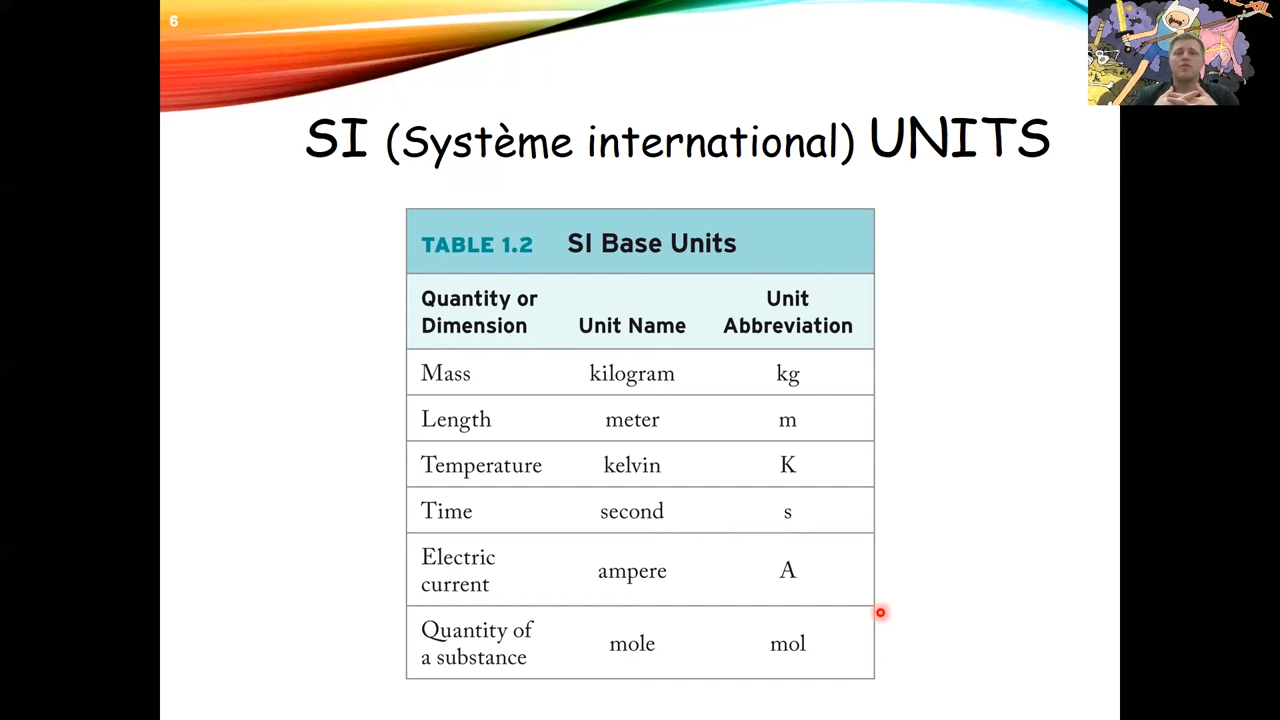 6
SI (Système international) UNITS
TABLE 1.2 SI Base Units
Quantity or
Dimension
Unit Name
Unit
Abbreviation
Mass kilogram kg
Length meter m
Temperature kelvin K
Time second s
Electric
current
ampere A
Quantity of
a substance
mole mol